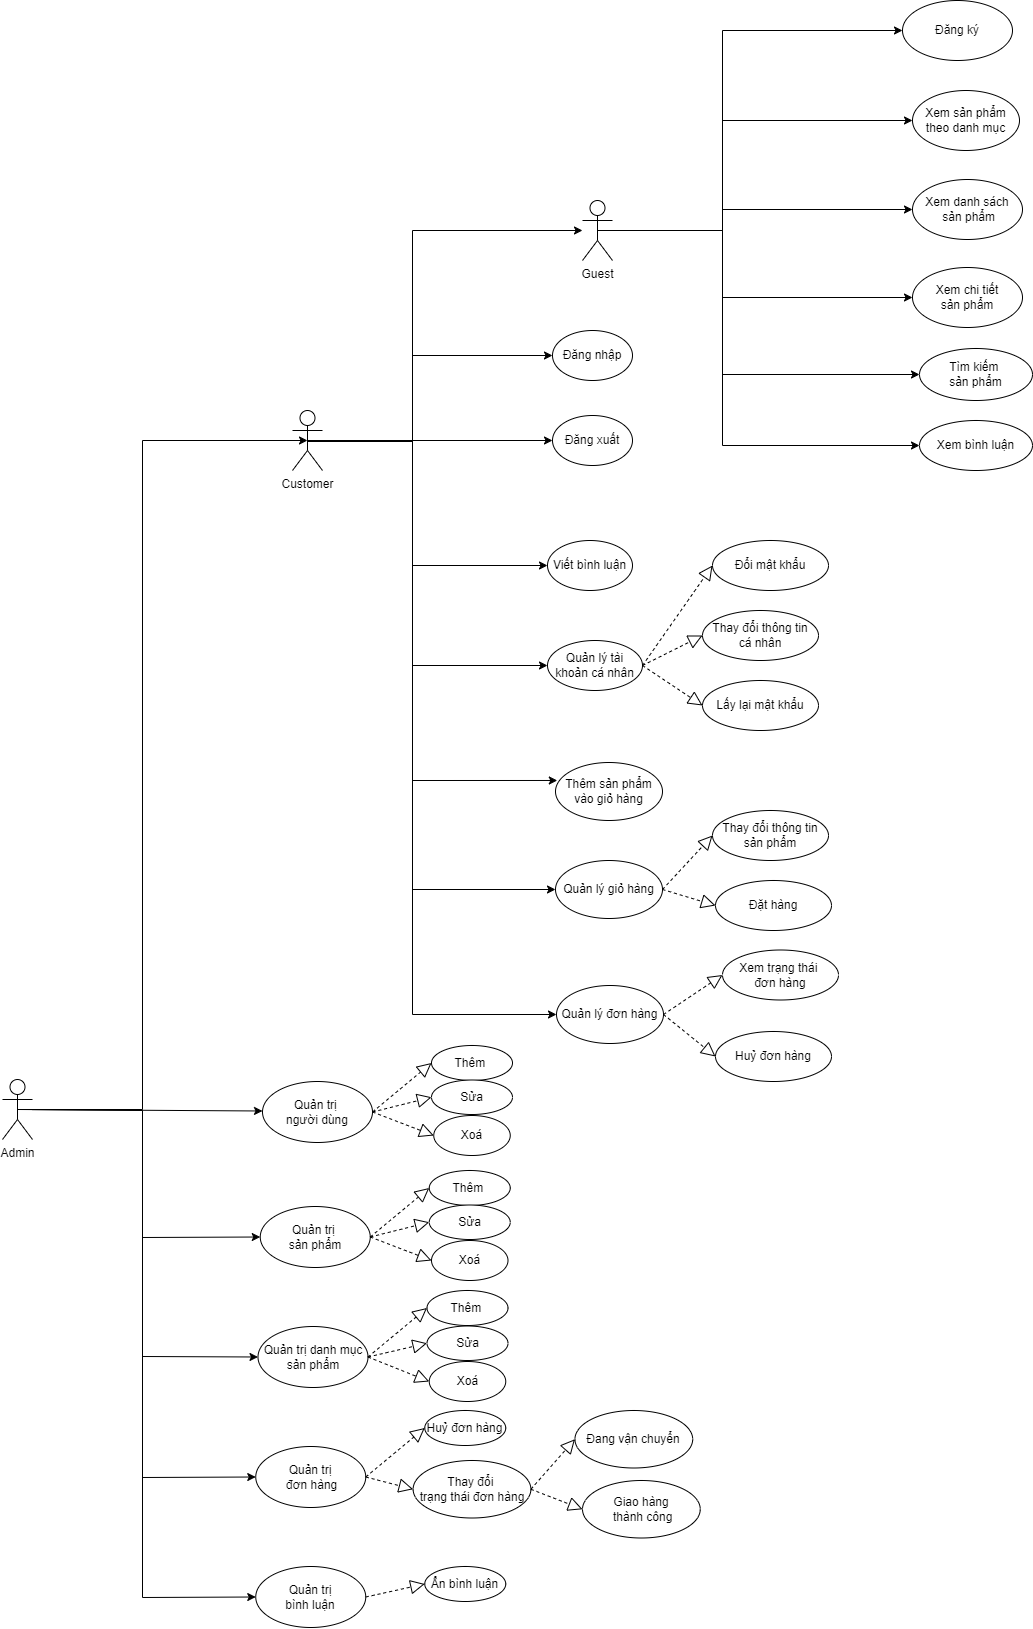 Đăng ký
Xem sản phẩm
theo danh mục
Xem danh sách
sản phẩm
Guest
Xem chi tiết
sản phẩm
Đăng nhập
Tìm kiếm
sản phẩm
Đăng xuất
Xem bình luận
Customer
Viết bình luận
Đổi mật khẩu
Thay đổi thông tin
cá nhân
Quản lý tài
khoản cá nhân
Lấy lại mật khẩu
Thêm sản phẩm
vào giỏ hàng
Thay đổi thông tin
sản phẩm
Quản lý giỏ hàng
Đặt hàng
Xem trạng thái
đơn hàng
Quản lý đơn hàng
Huỷ đơn hàng
Thêm
Sửa
Quản trị
người dùng
Xoá
Admin
Thêm
Sửa
Quản trị
sản phẩm
Xoá
Thêm
Sửa
Quản trị danh mục
sản phẩm
Xoá
Huỷ đơn hàng
Đang vận chuyển
Quản trị
đơn hàng
Thay đổi
trạng thái đơn hàng
Giao hàng
thành công
Quản trị
bình luận
Ẩn bình luận